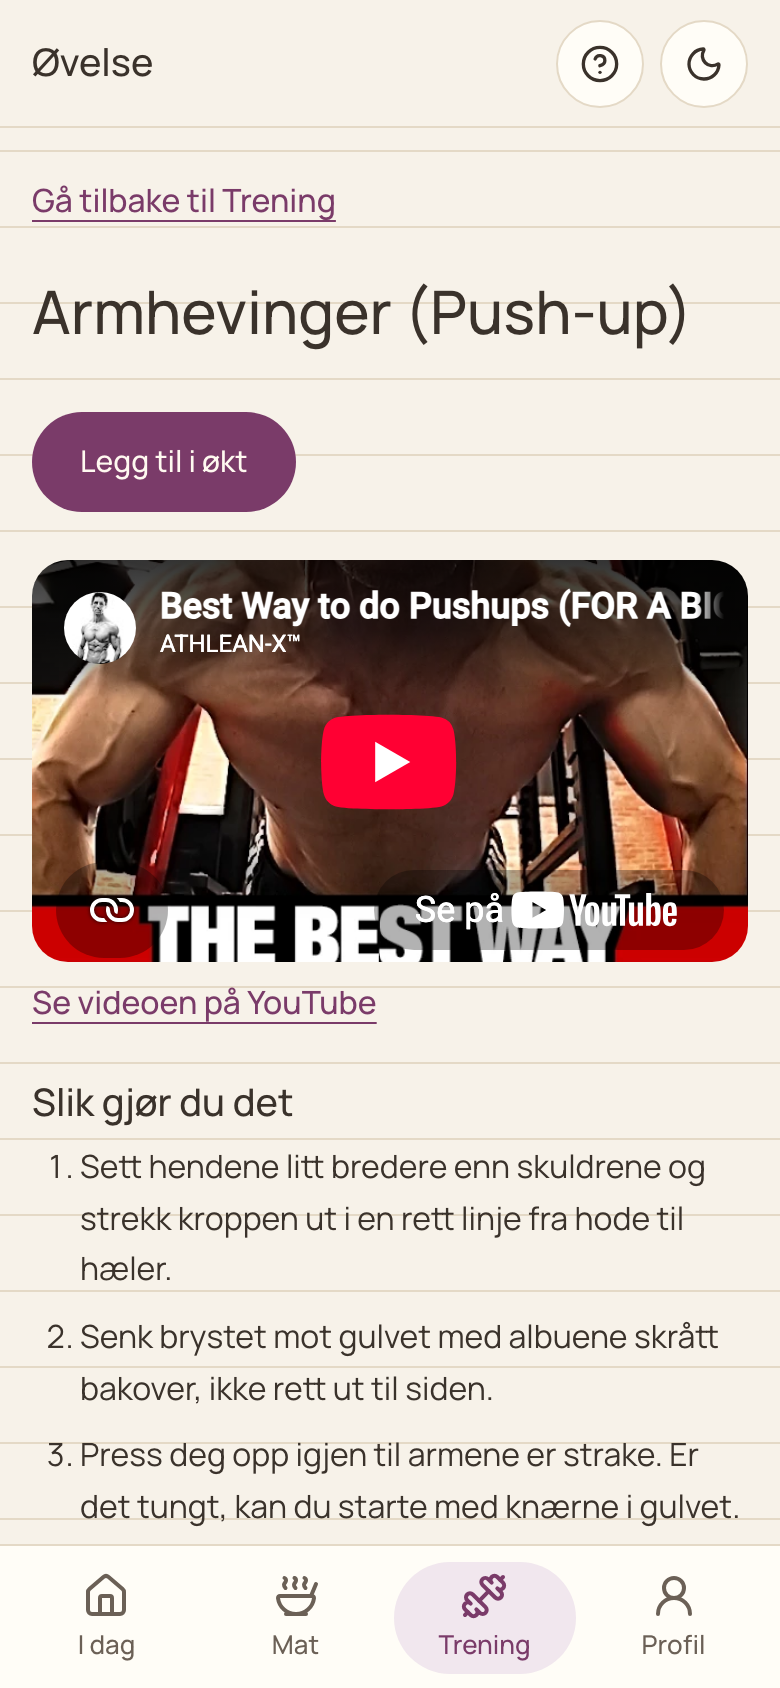 Øvelse
Gå tilbake til Trening
Armhevinger (Push-up)
Legg til i økt
Best Way to do Pushups (FOR A BI
ATHLEAN-X™
Se på YouTube
THE BEST WAY
Se videoen på YouTube
Slik gjør du det
1. Sett hendene litt bredere enn skuldrene og
strekk kroppen ut i en rett linje fra hode til
hæler.
2. Senk brystet mot gulvet med albuene skrått
bakover, ikke rett ut til siden.
3. Press deg opp igjen til armene er strake. Er
det tungt, kan du starte med knærne i gulvet.
I dag
Mat
Trening
Profil